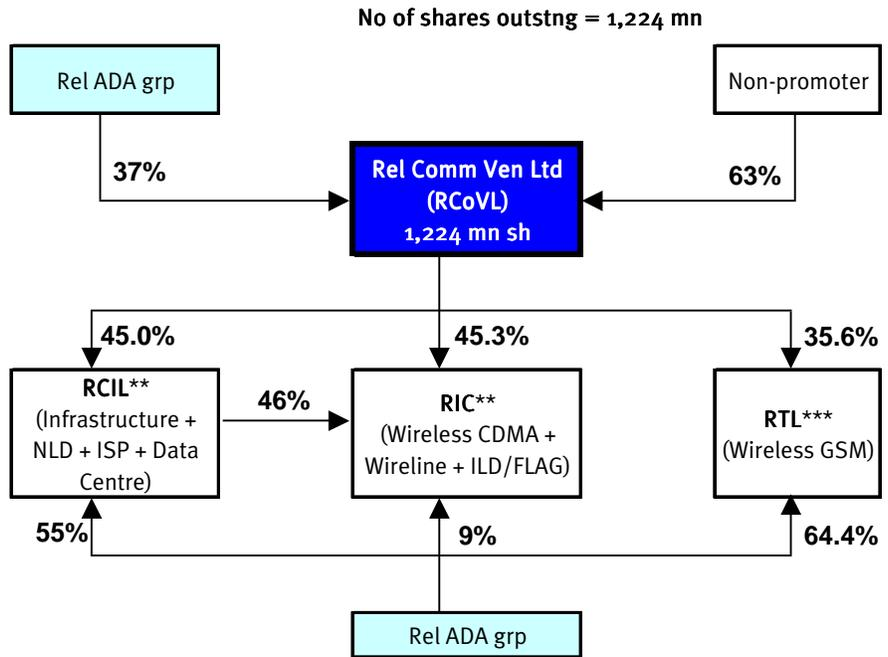 No of shares outstng = 1,224 mn
Rel ADA grp
Non-promoter
37%
63%
Rel Comm Ven Ltd
(RCoVL)
1,224 mn sh
45.0%
45.3%
35.6%
RCIL**
(Infrastructure +
NLD + ISP + Data
Centre)
46%
RIC**
(Wireless CDMA +
Wireline + ILD/FLAG)
RTL***
(Wireless GSM)
55%
9%
64.4%
Rel ADA grp